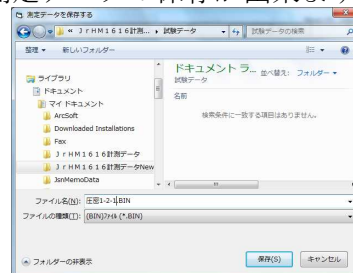 測定データを保存する
« JrHM1616計測... ▸ 試験データ
試験データの検索
整理 新しいフォルダー
ライブラリ
ドキュメント
マイ ドキュメント
ArcSoft
Downloaded Installations
Fax
JrHM1616計測データ
JrHM1616計測データNew
JsnMemoData
ドキュメント ラ... 並べ替え: フォルダー
試験データ
名前
検索条件に一致する項目はありません。
ファイル名(N): 圧密1-2-1.BIN
ファイルの種類(T): (BIN)ファイル (*.BIN)
フォルダーの非表示
保存(S) キャンセル